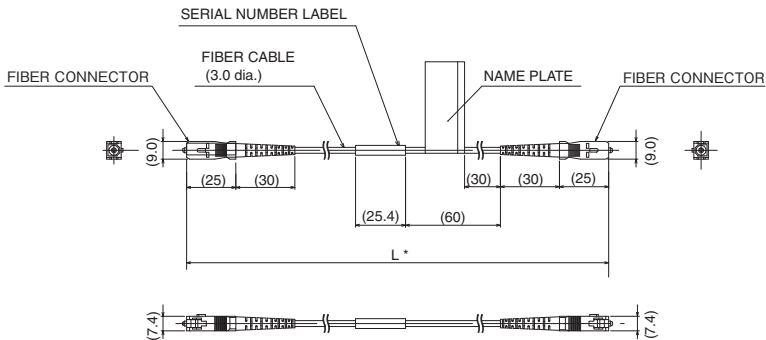 SERIAL NUMBER LABEL
FIBER CABLE
(3.0 dia.)
NAME PLATE
FIBER CONNECTOR
FIBER CONNECTOR
(9.0)
(9.0)
(25)
(30)
(30)
(30)
(25)
(25.4)
(60)
L *
(7.4)
(7.4)